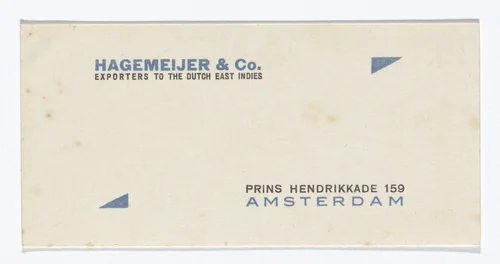 HAGEMEIJER & Co.
EXPORTERS TO THE DUTCH EAST INDIES
PRINS HENDRIKKADE 159
AMSTERDAM